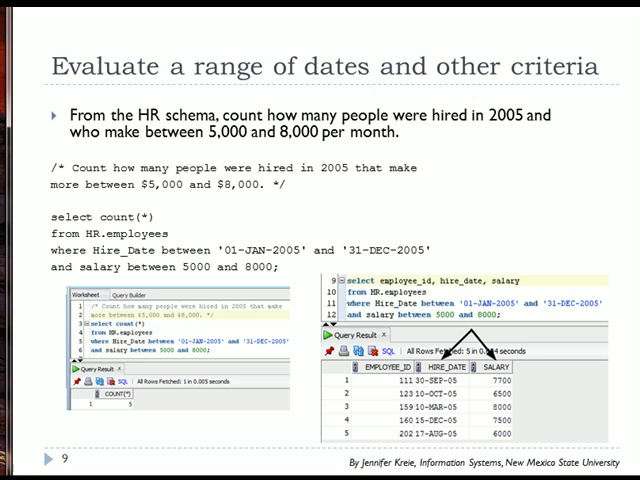 Evaluate a range of dates and other criteria
From the HR schema, count how many people were hired in 2005 and
who make between 5,000 and 8,000 per month.
/* Count how many people were hired in 2005 that make
more between $5,000 and $8,000. */
select count(*)
from HR.employees
where Hire_Date between '01-JAN-2005' and '31-DEC-2005'
and salary between 5000 and 8000;
Worksheet Query Builder
1 /* Count how many people were hired in 2005 that make
2 more between $5,000 and $8,000. */
3 select count(*)
4 from HR.employees
5 where Hire_Date between '01-JAN-2005' and '31-DEC-2005'
6 and salary between 5000 and 8000;
Query Result x
SQL | All Rows Fetched: 1 in 0.005 seconds
COUNT(*)
1 5
9 select employee_id, hire_date, salary
10 from HR.employees
11 where Hire_Date between '01-JAN-2005' and '31-DEC-2005'
12 and salary between 5000 and 8000;
Query Result x
SQL | All Rows Fetched: 5 in seconds
EMPLOYEE_ID HIRE_DATE SALARY
1 111 30-SEP-05 7700
2 123 10-OCT-05 6500
3 159 10-MAR-05 8000
4 160 15-DEC-05 7500
5 202 17-AUG-05 6000
9
By Jennifer Kreie, Information Systems, New Mexico State University